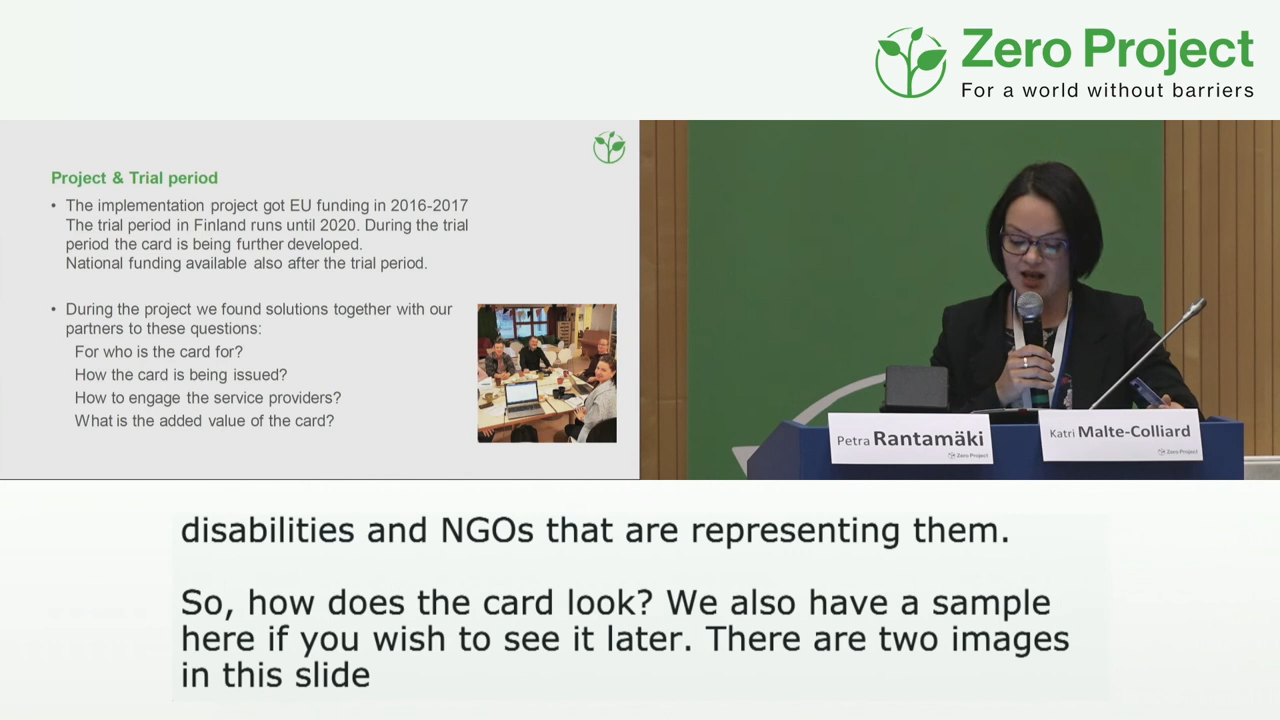 Zero Project
For a world without barriers
Project & Trial period
• The implementation project got EU funding in 2016-2017
The trial period in Finland runs until 2020. During the trial
period the card is being further developed.
National funding available also after the trial period.
• During the project we found solutions together with our
partners to these questions:
For who is the card for?
How the card is being issued?
How to engage the service providers?
What is the added value of the card?
Petra Rantamäki
Zero Project
Katri Malte-Colliard
Zero Project
disabilities and NGOs that are representing them.
So, how does the card look? We also have a sample
here if you wish to see it later. There are two images
in this slide